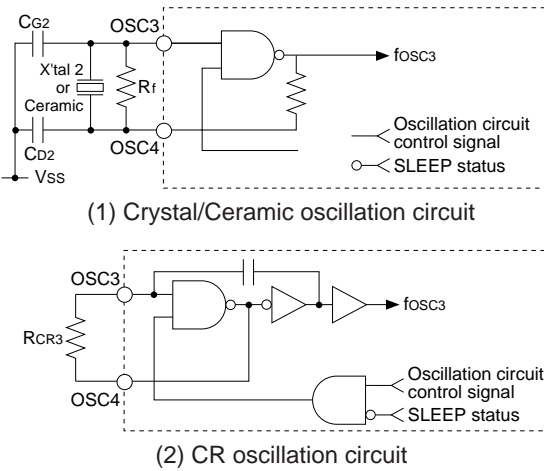 CG2
OSC3
fOSC3
X'tal 2
or
Ceramic
Rf
CD2
OSC4
VSS
Oscillation circuit
control signal
SLEEP status
(1) Crystal/Ceramic oscillation circuit
OSC3
fOSC3
RCR3
OSC4
Oscillation circuit
control signal
SLEEP status
(2) CR oscillation circuit